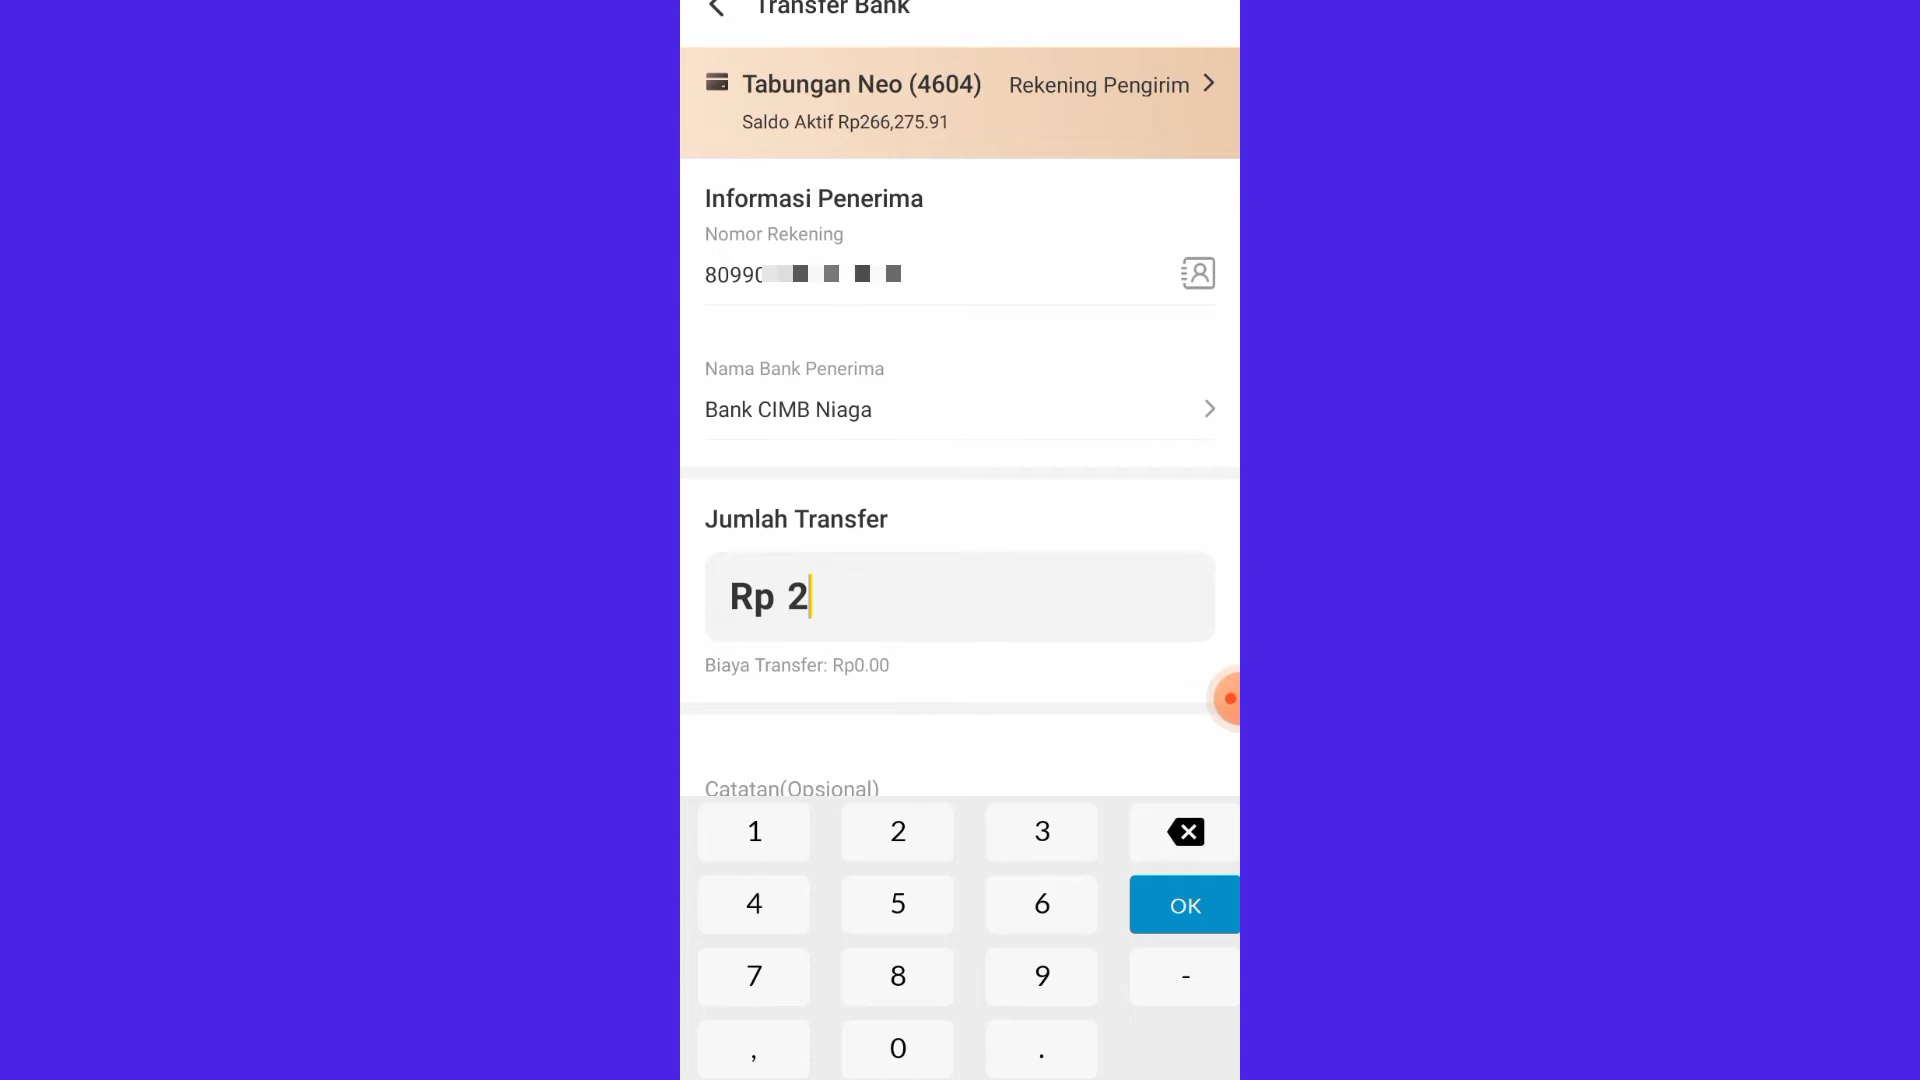 Transfer Bank
Tabungan Neo (4604) Rekening Pengirim
Saldo Aktif Rp266,275.91
Informasi Penerima
Nomor Rekening
80990
Nama Bank Penerima
Bank CIMB Niaga
Jumlah Transfer
Rp 2
Biaya Transfer: Rp0.00
Catatan(Opsional)
1 2 3
4 5 6 OK
7 8 9 -
, 0 .